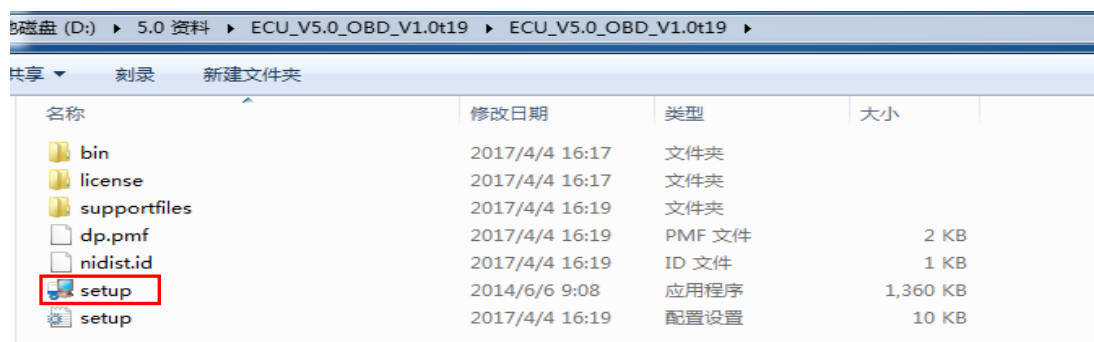 磁盘 (D:) ▸ 5.0 资料 ▸ ECU_V5.0_OBD_V1.0t19 ▸ ECU_V5.0_OBD_V1.0t19 ▸
共享 刻录 新建文件夹
名称 修改日期 类型 大小
bin 2017/4/4 16:17 文件夹
license 2017/4/4 16:17 文件夹
supportfiles 2017/4/4 16:19 文件夹
dp.pmf 2017/4/4 16:19 PMF 文件 2 KB
nidist.id 2017/4/4 16:19 ID 文件 1 KB
setup 2014/6/6 9:08 应用程序 1,360 KB
setup 2017/4/4 16:19 配置设置 10 KB